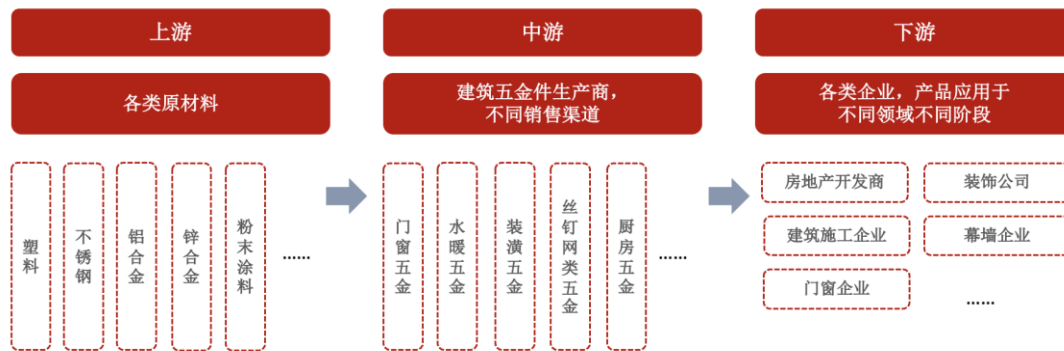 上游
中游
下游
各类原材料
建筑五金件生产商，
不同销售渠道
各类企业，产品应用于
不同领域不同阶段
塑料
不锈钢
铝合金
锌合金
粉末涂料
......
门窗五金
水暖五金
装潢五金
丝钉网类五金
厨房五金
......
房地产开发商
装饰公司
建筑施工企业
幕墙企业
门窗企业
......